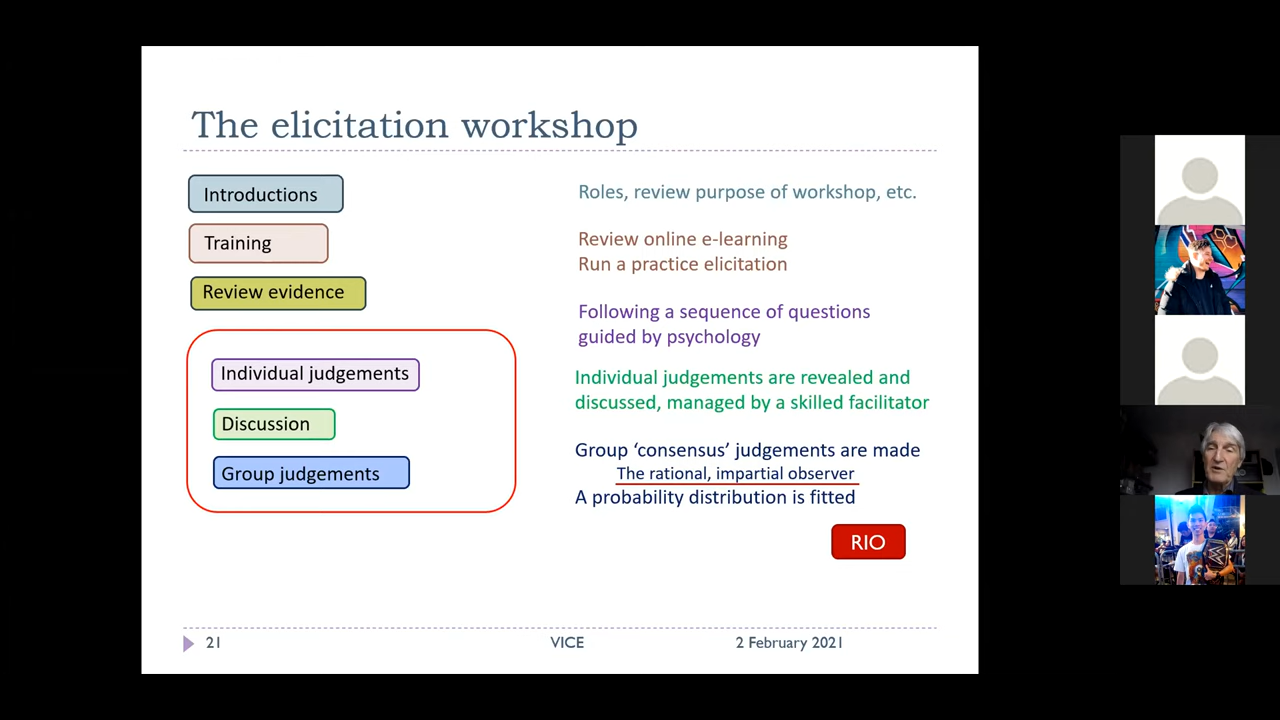 The elicitation workshop
Introductions
Roles, review purpose of workshop, etc.
Training
Review online e-learning
Run a practice elicitation
Review evidence
Following a sequence of questions
guided by psychology
Individual judgements
Individual judgements are revealed and
discussed, managed by a skilled facilitator
Discussion
Group judgements
Group ‘consensus’ judgements are made
The rational, impartial observer
A probability distribution is fitted
RIO
21
VICE
2 February 2021